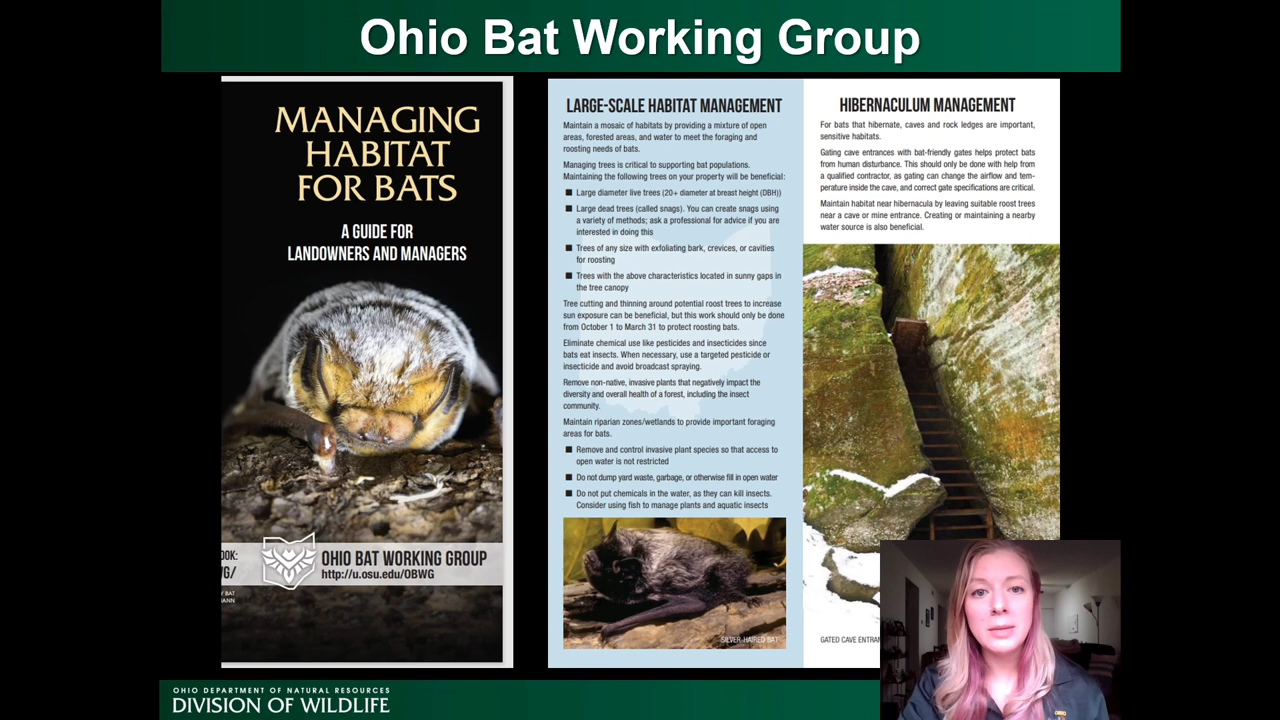 Ohio Bat Working Group
MANAGING
HABITAT
FOR BATS
A GUIDE FOR
LANDOWNERS AND MANAGERS
OOK:
G/
BAT
ANN
OHIO BAT WORKING GROUP
http://u.osu.edu/OBWG
LARGE-SCALE HABITAT MANAGEMENT
Maintain a mosaic of habitats by providing a mixture of open
areas, forested areas, and water to meet the foraging and
roosting needs of bats.
Managing trees is critical to supporting bat populations.
Maintaining the following trees on your property will be beneficial:
■ Large diameter live trees (20+ diameter at breast height (DBH))
■ Large dead trees (called snags). You can create snags using
a variety of methods; ask a professional for advice if you are
interested in doing this
■ Trees of any size with exfoliating bark, crevices, or cavities
for roosting
■ Trees with the above characteristics located in sunny gaps in
the tree canopy
Tree cutting and thinning around potential roost trees to increase
sun exposure can be beneficial, but this work should only be done
from October 1 to March 31 to protect roosting bats.
Eliminate chemical use like pesticides and insecticides since
bats eat insects. When necessary, use a targeted pesticide or
insecticide and avoid broadcast spraying.
Remove non-native, invasive plants that negatively impact the
diversity and overall health of a forest, including the insect
community.
Maintain riparian zones/wetlands to provide important foraging
areas for bats.
■ Remove and control invasive plant species so that access to
open water is not restricted
■ Do not dump yard waste, garbage, or otherwise fill in open water
■ Do not put chemicals in the water, as they can kill insects.
Consider using fish to manage plants and aquatic insects
SILVER-HAIRED BAT
HIBERNACULUM MANAGEMENT
For bats that hibernate, caves and rock ledges are important,
sensitive habitats.
Gating cave entrances with bat-friendly gates helps protect bats
from human disturbance. This should only be done with help from
a qualified contractor, as gating can change the airflow and tem-
perature inside the cave, and correct gate specifications are critical.
Maintain habitat near hibernacula by leaving suitable roost trees
near a cave or mine entrance. Creating or maintaining a nearby
water source is also beneficial.
GATED CAVE ENTRAN
OHIO DEPARTMENT OF NATURAL RESOURCES
DIVISION OF WILDLIFE